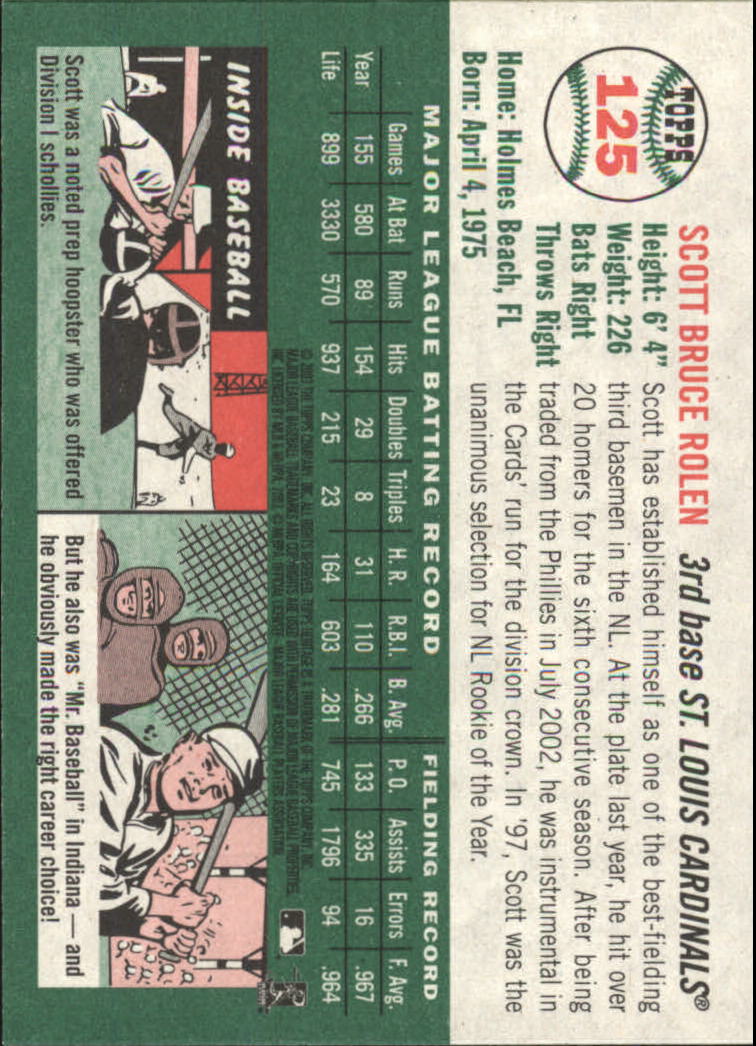 TOPPS
125
SCOTT BRUCE ROLEN 3rd base ST. LOUIS CARDINALS®
Height: 6' 4"
Weight: 226
Bats Right
Throws Right
Home: Holmes Beach, FL
Born: April 4, 1975
Scott has established himself as one of the best-fielding
third basemen in the NL. At the plate last year, he hit over
20 homers for the sixth consecutive season. After being
traded from the Phillies in July 2002, he was instrumental in
the Cards' run for the division crown. In '97, Scott was the
unanimous selection for NL Rookie of the Year.
MAJOR LEAGUE BATTING RECORD FIELDING RECORD
Year Games At Bat Runs Hits Doubles Triples H. R. R.B.I. B. Avg. P. O. Assists Errors F. Avg.
155 580 89 154 29 8 31 110 .266 133 335 16 .967
Life 899 3330 570 937 215 23 164 603 .281 745 1796 94 .964
INSIDE BASEBALL
Scott was a noted prep hoopster who was offered
Division I schollies.
But he also was "Mr. Baseball" in Indiana — and
he obviously made the right career choice!